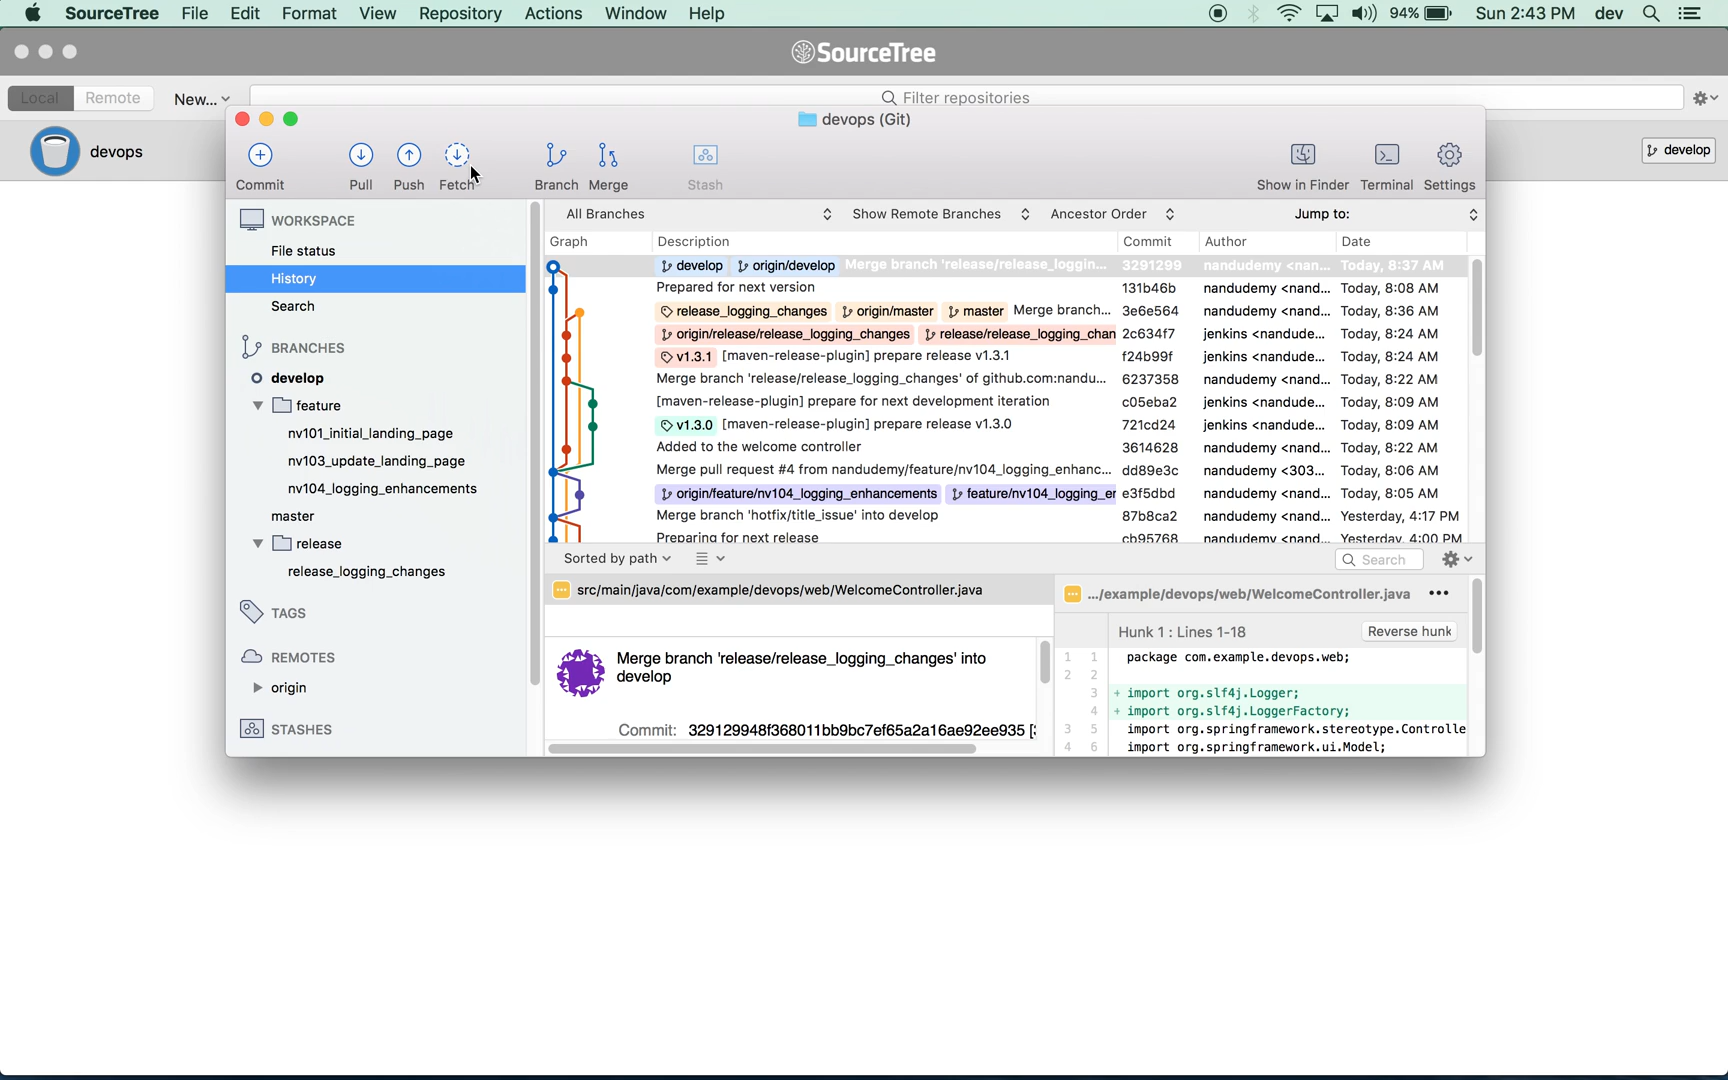 SourceTree File Edit Format View Repository Actions Window Help 94% Sun 2:43 PM dev
SourceTree
Local Remote New... Filter repositories
devops (Git)
devops
develop
Commit Pull Push Fetch Branch Merge Stash Show in Finder Terminal Settings
WORKSPACE
File status
History
Search
BRANCHES
develop
feature
nv101_initial_landing_page
nv103_update_landing_page
nv104_logging_enhancements
master
release
release_logging_changes
TAGS
REMOTES
origin
STASHES
All Branches Show Remote Branches Ancestor Order Jump to:
Graph Description Commit Author Date
develop origin/develop Merge branch 'release/release_loggin... 3291299 nandudemy <nan... Today, 8:37 AM
Prepared for next version 131b46b nandudemy <nand... Today, 8:08 AM
release_logging_changes origin/master master Merge branch... 3e6e564 nandudemy <nand... Today, 8:36 AM
origin/release/release_logging_changes release/release_logging_chan 2c634f7 jenkins <nandude... Today, 8:24 AM
v1.3.1 [maven-release-plugin] prepare release v1.3.1 f24b99f jenkins <nandude... Today, 8:24 AM
Merge branch 'release/release_logging_changes' of github.com:nandu... 6237358 nandudemy <nand... Today, 8:22 AM
[maven-release-plugin] prepare for next development iteration c05eba2 jenkins <nandude... Today, 8:09 AM
v1.3.0 [maven-release-plugin] prepare release v1.3.0 721cd24 jenkins <nandude... Today, 8:09 AM
Added to the welcome controller 3614628 nandudemy <nand... Today, 8:22 AM
Merge pull request #4 from nandudemy/feature/nv104_logging_enhanc... dd89e3c nandudemy <303... Today, 8:06 AM
origin/feature/nv104_logging_enhancements feature/nv104_logging_er e3f5dbd nandudemy <nand... Today, 8:05 AM
Merge branch 'hotfix/title_issue' into develop 87b8ca2 nandudemy <nand... Yesterday, 4:17 PM
Preparing for next release cb95768 nandudemy <nand... Yesterday, 4:00 PM
Sorted by path Search
src/main/java/com/example/devops/web/WelcomeController.java
Merge branch 'release/release_logging_changes' into
develop
Commit: 329129948f368011bb9bc7ef65a2a16ae92ee935 [
.../example/devops/web/WelcomeController.java •••
Hunk 1 : Lines 1-18 Reverse hunk
1 1 package com.example.devops.web;
2 2
3 + import org.slf4j.Logger;
4 + import org.slf4j.LoggerFactory;
3 5 import org.springframework.stereotype.Controlle
4 6 import org.springframework.ui.Model;